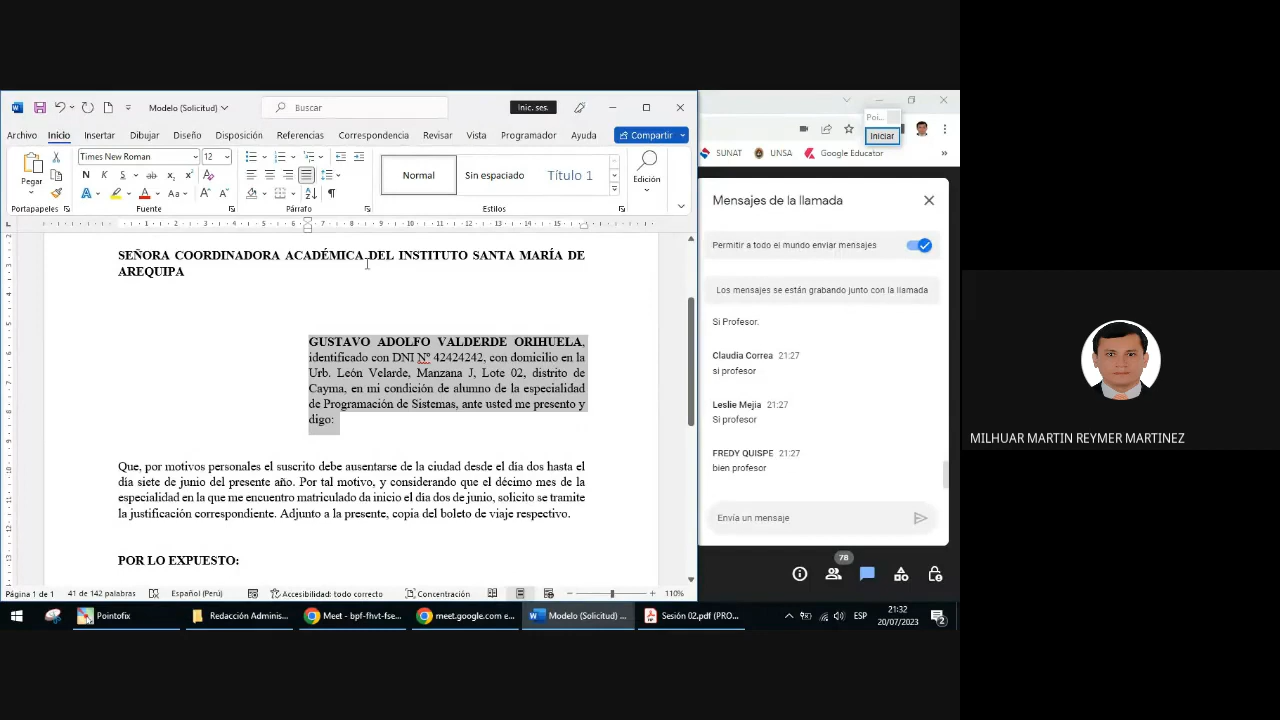 Modelo (Solicitud)
Buscar
Inic. ses.
Archivo Inicio Insertar Dibujar Diseño Disposición Referencias Correspondencia Revisar Vista Programador Ayuda Compartir
Times New Roman 12
Normal
Sin espaciado
Título 1
Pegar
Edición
Portapapeles Fuente Párrafo Estilos
SEÑORA COORDINADORA ACADÉMICA DEL INSTITUTO SANTA MARÍA DE
AREQUIPA
GUSTAVO ADOLFO VALDERDE ORIHUELA,
identificado con DNI Nº 42424242, con domicilio en la
Urb. León Velarde, Manzana J, Lote 02, distrito de
Cayma, en mi condición de alumno de la especialidad
de Programación de Sistemas, ante usted me presento y
digo:
Que, por motivos personales el suscrito debe ausentarse de la ciudad desde el día dos hasta el
día siete de junio del presente año. Por tal motivo, y considerando que el décimo mes de la
especialidad en la que me encuentro matriculado da inicio el día dos de junio, solicito se tramite
la justificación correspondiente. Adjunto a la presente, copia del boleto de viaje respectivo.
POR LO EXPUESTO:
Página 1 de 1 41 de 142 palabras Español (Perú) Accesibilidad: todo correcto Concentración 110%
Poi...
Iniciar
SUNAT UNSA Google Educator »
Mensajes de la llamada
Permitir a todo el mundo enviar mensajes
Los mensajes se están grabando junto con la llamada
Si Profesor.
Claudia Correa 21:27
si profesor
Leslie Mejia 21:27
Si profesor
FREDY QUISPE 21:27
bien profesor
Envía un mensaje
78
Pointofix
Redacción Adminis...
Meet - bpf-fhvt-fse...
meet.google.com e...
Modelo (Solicitud) ...
Sesión 02.pdf (PRO...
ESP
21:32
20/07/2023
2
MILHUAR MARTIN REYMER MARTINEZ